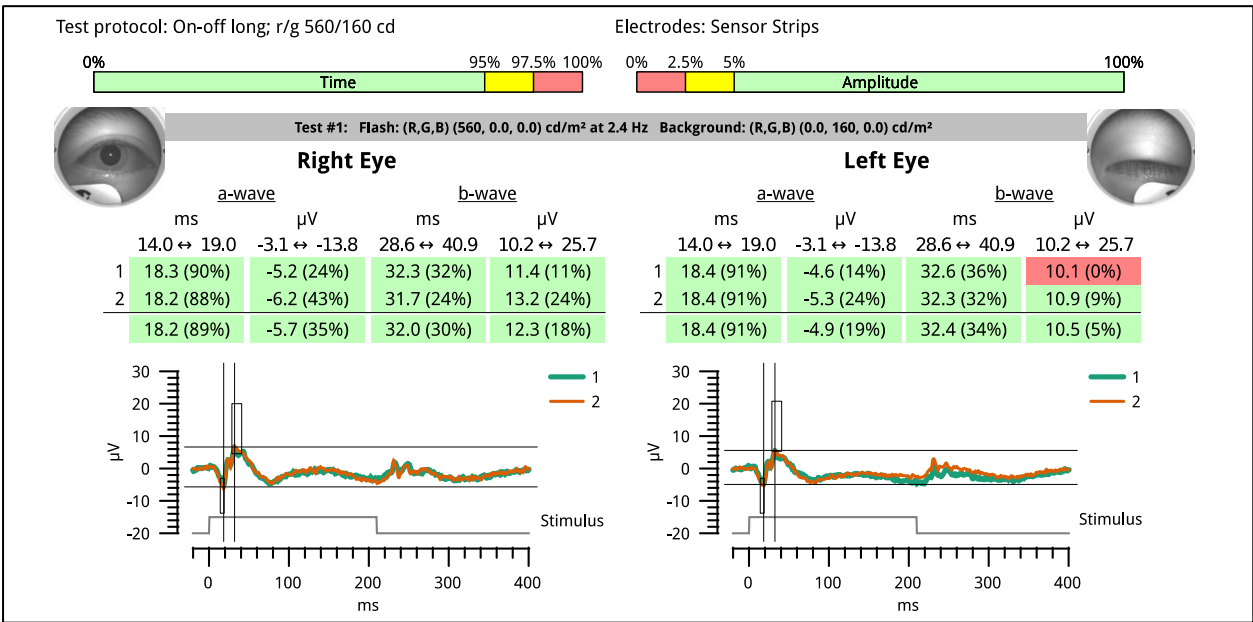 Test protocol: On-off long; r/g 560/160 cd Electrodes: Sensor Strips
0% 95% 97.5% 100% 0% 2.5% 5% 100%
Time Amplitude
Test #1: Flash: (R,G,B) (560, 0.0, 0.0) cd/m² at 2.4 Hz Background: (R,G,B) (0.0, 160, 0.0) cd/m²
Right Eye Left Eye
a-wave b-wave a-wave b-wave
ms µV ms µV ms µV ms µV
14.0 ↔ 19.0 -3.1 ↔ -13.8 28.6 ↔ 40.9 10.2 ↔ 25.7 14.0 ↔ 19.0 -3.1 ↔ -13.8 28.6 ↔ 40.9 10.2 ↔ 25.7
1 18.3 (90%) -5.2 (24%) 32.3 (32%) 11.4 (11%) 1 18.4 (91%) -4.6 (14%) 32.6 (36%) 10.1 (0%)
2 18.2 (88%) -6.2 (43%) 31.7 (24%) 13.2 (24%) 2 18.4 (91%) -5.3 (24%) 32.3 (32%) 10.9 (9%)
18.2 (89%) -5.7 (35%) 32.0 (30%) 12.3 (18%) 18.4 (91%) -4.9 (19%) 32.4 (34%) 10.5 (5%)
30 1 30 1
20 2 20 2
10 10
µV µV
0 0
-10 -10
Stimulus Stimulus
-20 -20
0 100 200 300 400 0 100 200 300 400
ms ms